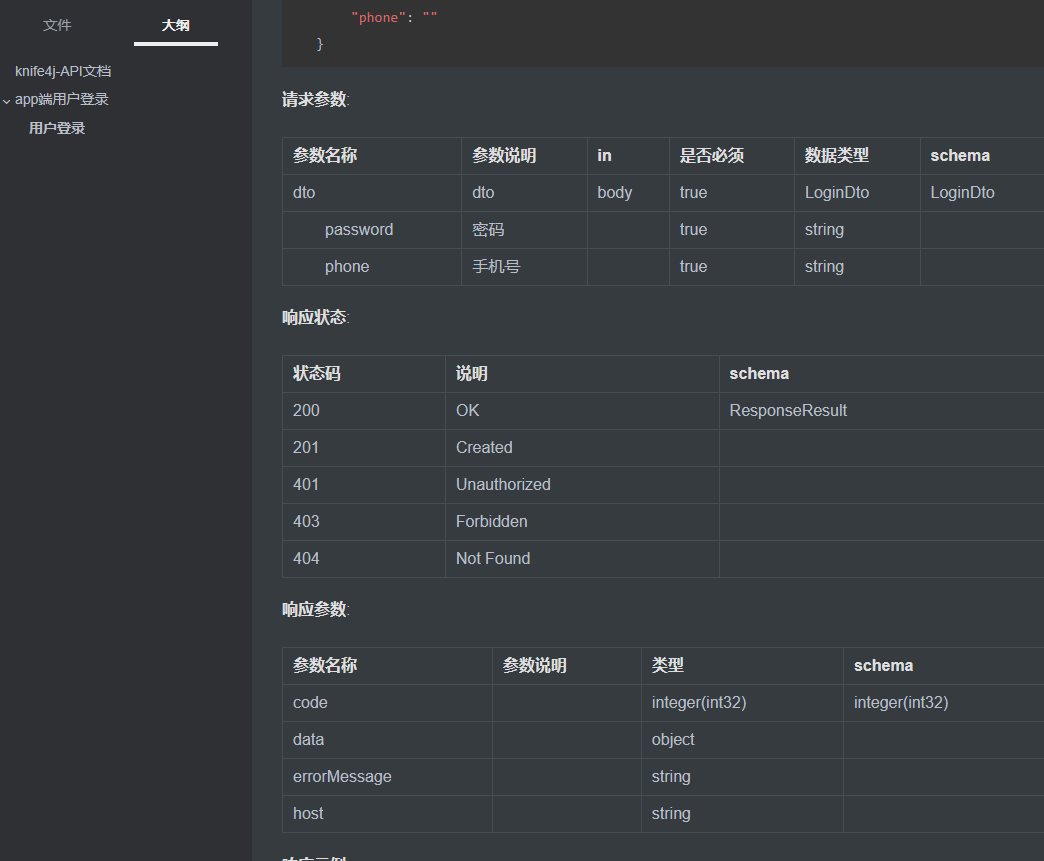 文件 大纲
knife4j-API文档
app端用户登录
用户登录
"phone": ""
}
请求参数:
参数名称 参数说明 in 是否必须 数据类型 schema
dto dto body true LoginDto LoginDto
password 密码 true string
phone 手机号 true string
响应状态:
状态码 说明 schema
200 OK ResponseResult
201 Created
401 Unauthorized
403 Forbidden
404 Not Found
响应参数:
参数名称 参数说明 类型 schema
code integer(int32) integer(int32)
data object
errorMessage string
host string